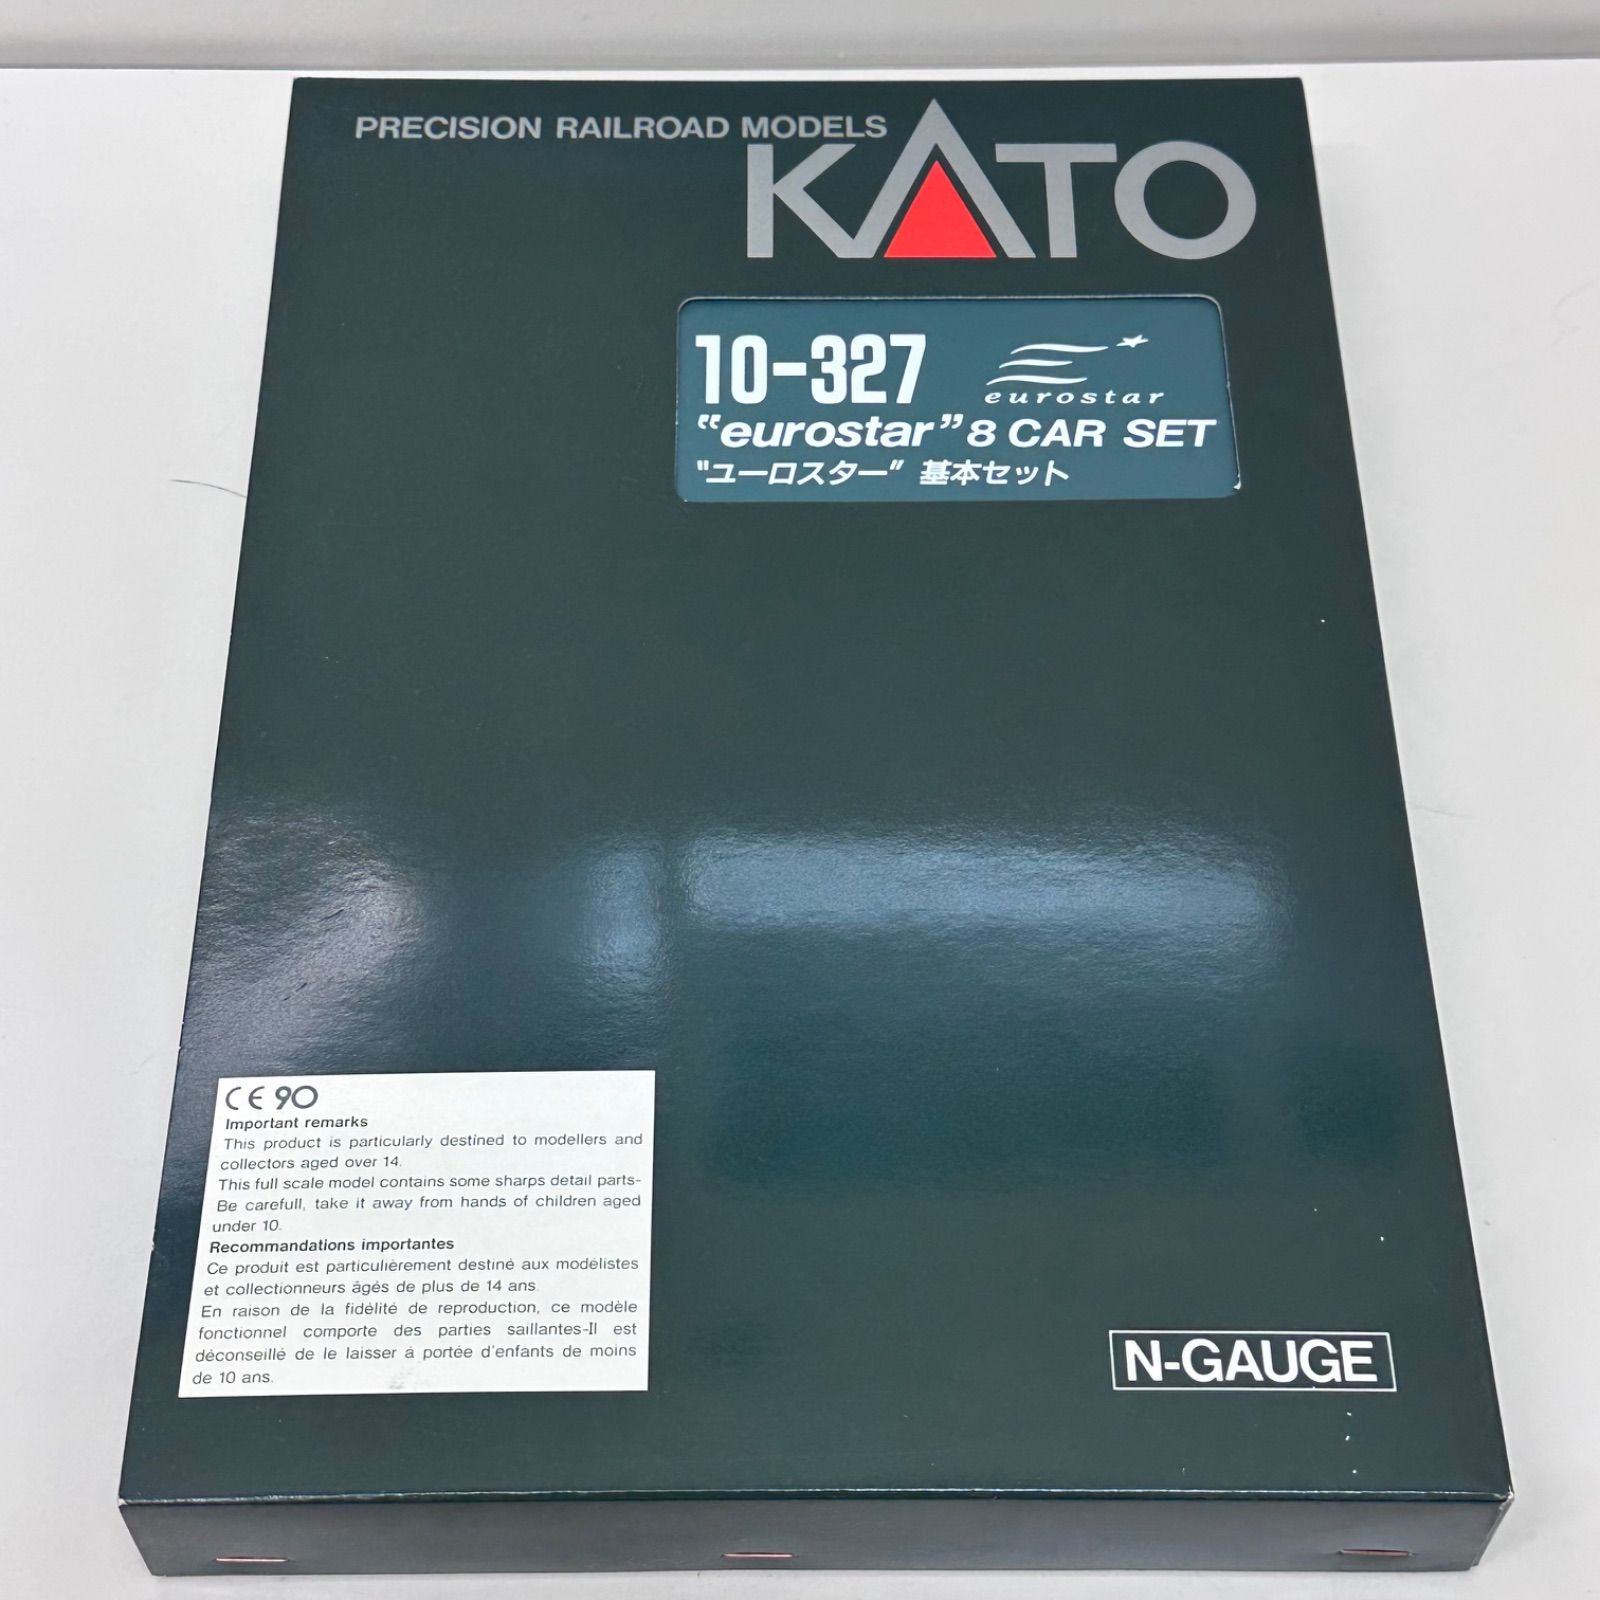 PRECISION RAILROAD MODELS
KATO
10-327
eurostar
"eurostar" 8 CAR SET
"ユーロスター" 基本セット
CE 90
Important remarks
This product is particularly destined to modellers and
collectors aged over 14.
This full scale model contains some sharps detail parts-
Be carefull, take it away from hands of children aged
under 10.
Recommandations importantes
Ce produit est particulièrement destiné aux modélistes
et collectionneurs âgés de plus de 14 ans.
En raison de la fidélité de reproduction, ce modèle
fonctionnel comporte des parties saillantes-Il est
déconseillé de le laisser à portée d'enfants de moins
de 10 ans.
N-GAUGE